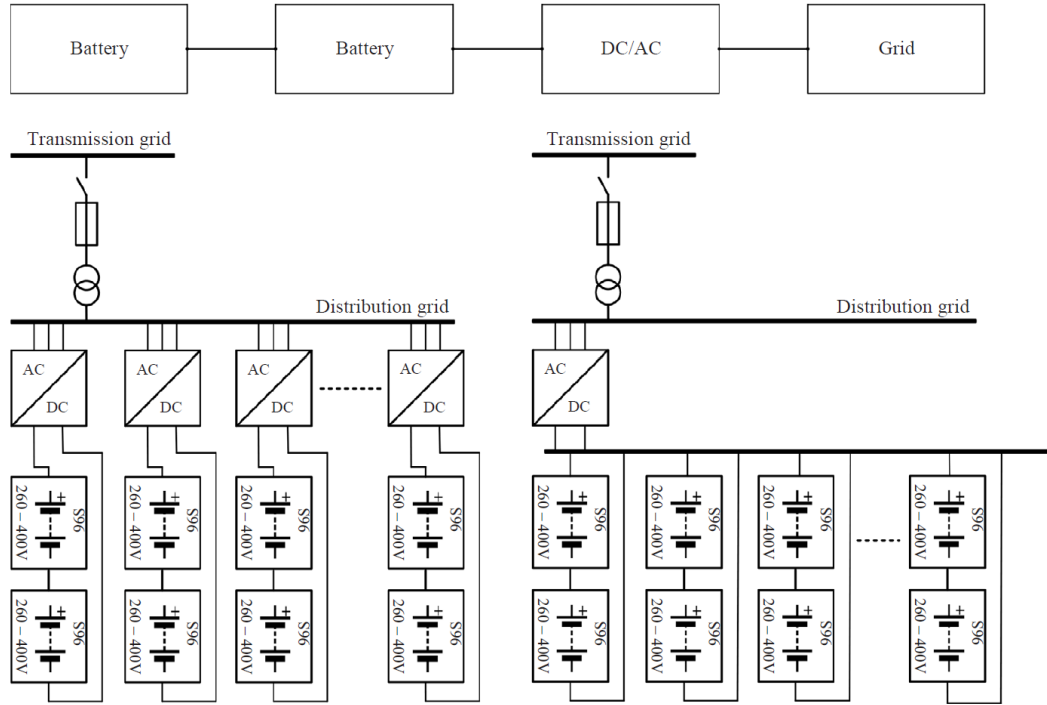 Battery
Battery
DC/AC
Grid
Transmission grid
Transmission grid
Distribution grid
Distribution grid
AC
DC
AC
DC
AC
DC
AC
DC
AC
DC
+
S96
260 – 400V
+
S96
260 – 400V
+
S96
260 – 400V
+
S96
260 – 400V
+
S96
260 – 400V
+
S96
260 – 400V
+
S96
260 – 400V
+
S96
260 – 400V
+
S96
260 – 400V
+
S96
260 – 400V
+
S96
260 – 400V
+
S96
260 – 400V
+
S96
260 – 400V
+
S96
260 – 400V
+
S96
260 – 400V
+
S96
260 – 400V